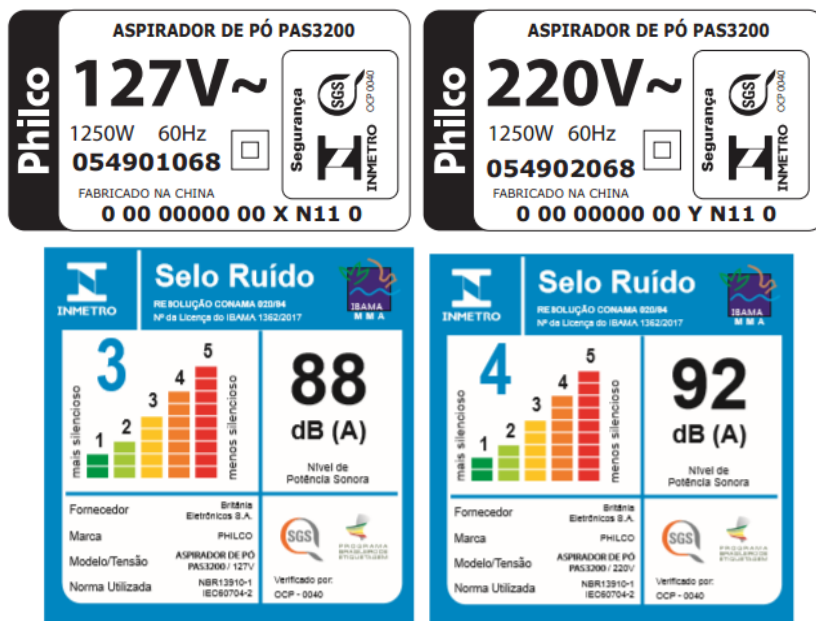 ASPIRADOR DE PÓ PAS3200
Philco
127V~
1250W 60Hz
054901068
FABRICADO NA CHINA
0 00 00000 00 X N11 0
Segurança
SGS
OCP 0040
INMETRO
ASPIRADOR DE PÓ PAS3200
Philco
220V~
1250W 60Hz
054902068
FABRICADO NA CHINA
0 00 00000 00 Y N11 0
Segurança
SGS
OCP 0040
INMETRO
INMETRO
Selo Ruído
RESOLUÇÃO CONAMA 020/94
Nº da Licença do IBAMA 1362/2017
IBAMA
M M A
3
mais silencioso
1
2
3
4
5
menos silencioso
88
dB (A)
Nível de
Potência Sonora
Fornecedor
Britânia
Eletrônicos S.A.
Marca
PHILCO
Modelo/Tensão
ASPIRADOR DE PÓ
PAS3200 / 127V
Norma Utilizada
NBR13910-1
IEC60704-2
SGS
PROGRAMA
BRASILEIRO DE
ETIQUETAGEM
Verificado por:
OCP - 0040
INMETRO
Selo Ruído
RESOLUÇÃO CONAMA 020/94
Nº da Licença do IBAMA 1362/2017
IBAMA
M M A
4
mais silencioso
1
2
3
4
5
menos silencioso
92
dB (A)
Nível de
Potência Sonora
Fornecedor
Britânia
Eletrônicos S.A.
Marca
PHILCO
Modelo/Tensão
ASPIRADOR DE PÓ
PAS3200 / 220V
Norma Utilizada
NBR13910-1
IEC60704-2
SGS
PROGRAMA
BRASILEIRO DE
ETIQUETAGEM
Verificado por:
OCP - 0040